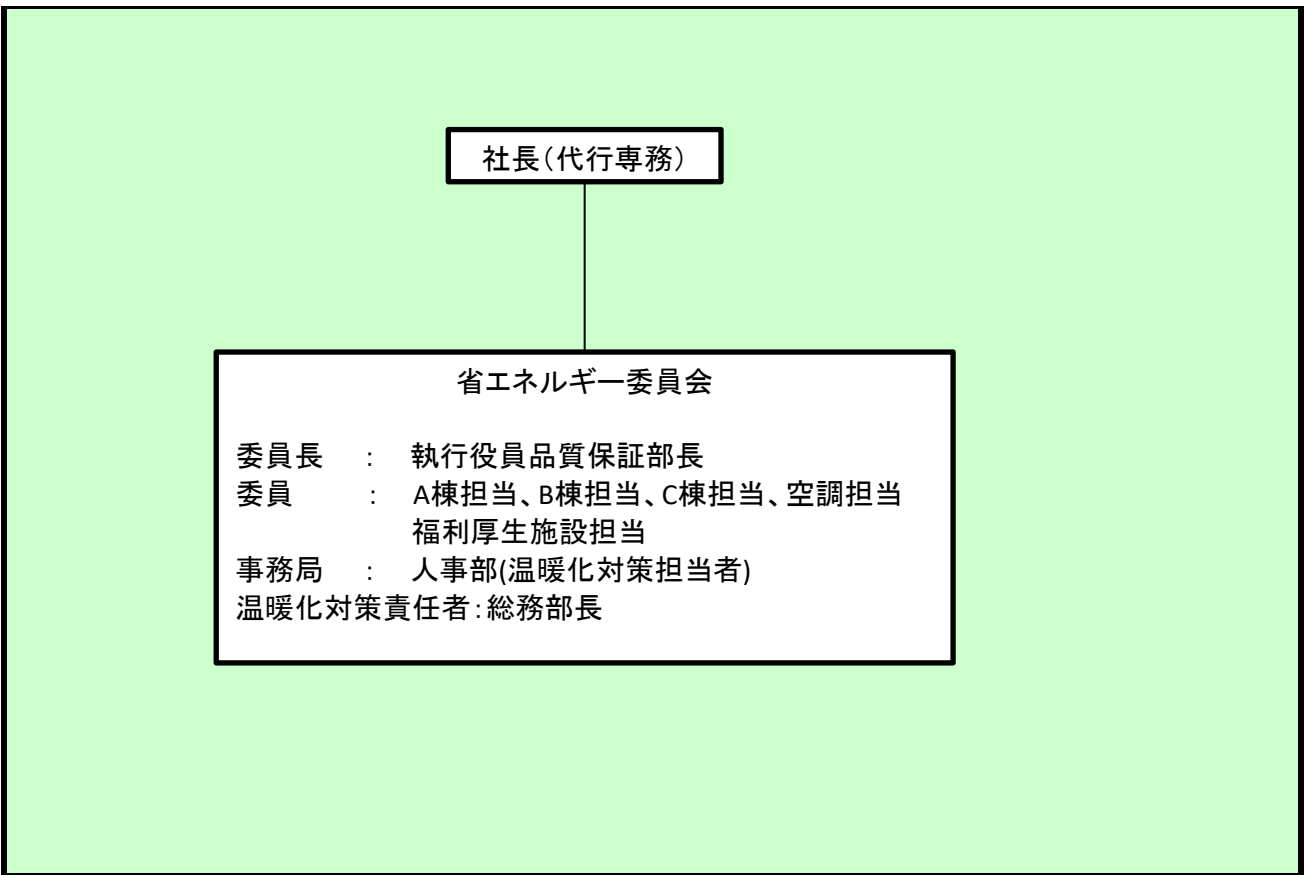 社長（代行専務）
省エネルギー委員会
委員長　：　執行役員品質保証部長
委員　：　A棟担当、B棟担当、C棟担当、空調担当
福利厚生施設担当
事務局　：　人事部(温暖化対策担当者)
温暖化対策責任者：総務部長